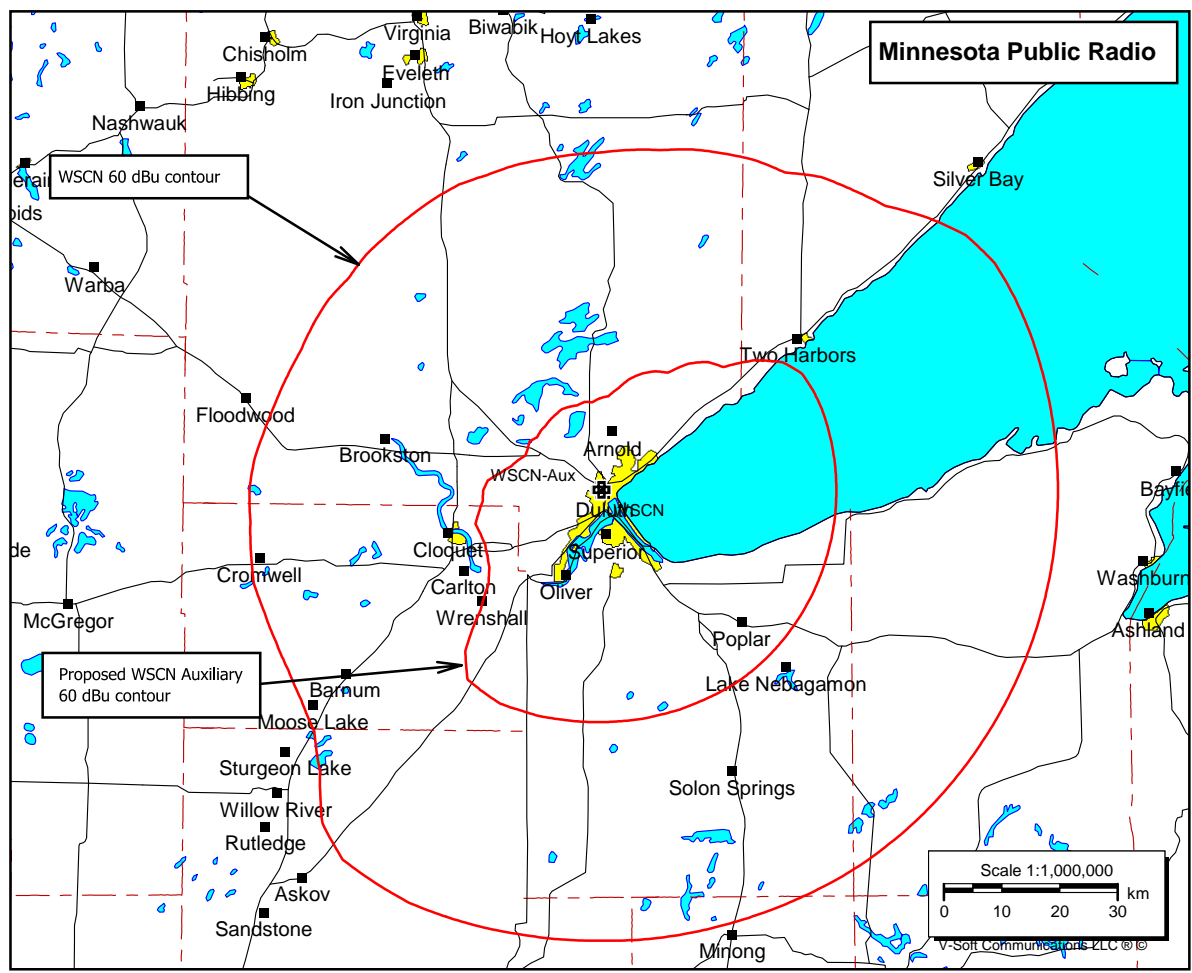 Minnesota Public Radio
Virginia
Biwabik
Hoyt Lakes
Chisholm
Eveleth
Hibbing
Iron Junction
Nashwauk
WSCN 60 dBu contour
Silver Bay
Warba
Two Harbors
Floodwood
Arnold
Brookston
WSCN-Aux
Duluth
WSCN
Cloquet
Superior
Cromwell
Carlton
Oliver
Washburn
McGregor
Wrenshall
Poplar
Ashland
Proposed WSCN Auxiliary
60 dBu contour
Barnum
Lake Nebagamon
Moose Lake
Sturgeon Lake
Solon Springs
Willow River
Rutledge
Scale 1:1,000,000
km
0 10 20 30
Askov
Sandstone
Minong
V-Soft Communications LLC ® ©